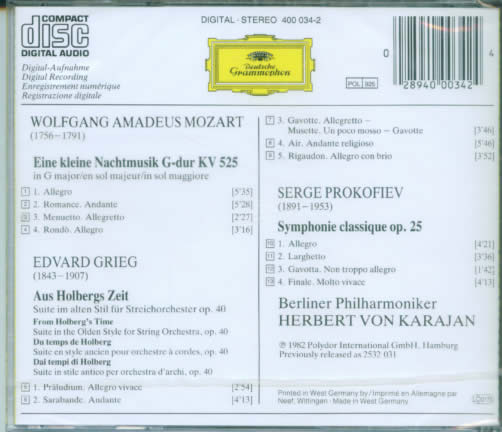 COMPACT
disc
DIGITAL AUDIO
DIGITAL · STEREO 400 034-2
Deutsche
Grammophon
POL 925
0
28940 00342
4
Digital-Aufnahme
Digital Recording
Enregistrement numérique
Registrazione digitale
WOLFGANG AMADEUS MOZART
(1756–1791)
Eine kleine Nachtmusik G-dur KV 525
in G major/en sol majeur/in sol maggiore
1 1. Allegro [5'35]
2 2. Romance. Andante [5'28]
3 3. Menuetto. Allegretto [2'27]
4 4. Rondò. Allegro [3'16]
EDVARD GRIEG
(1843–1907)
Aus Holbergs Zeit
Suite im alten Stil für Streichorchester op. 40
From Holberg's Time
Suite in the Olden Style for String Orchestra, op. 40
Du temps de Holberg
Suite en style ancien pour orchestre à cordes, op. 40
Dai tempi di Holberg
Suite in stile antico per orchestra d'archi, op. 40
5 1. Präludium. Allegro vivace [2'54]
6 2. Sarabande. Andante [4'13]
7 3. Gavotte. Allegretto –
Musette. Un poco mosso – Gavotte [3'46]
8 4. Air. Andante religioso [5'46]
9 5. Rigaudon. Allegro con brio [3'52]
SERGE PROKOFIEV
(1891–1953)
Symphonie classique op. 25
10 1. Allegro [4'21]
11 2. Larghetto [3'36]
12 3. Gavotta. Non troppo allegro [1'42]
13 4. Finale. Molto vivace [4'13]
Berliner Philharmoniker
HERBERT VON KARAJAN
℗ 1982 Polydor International GmbH, Hamburg
Previously released as 2532 031
Printed in West Germany by/Imprimé en Allemagne par
Neef, Wittingen · Made in West Germany